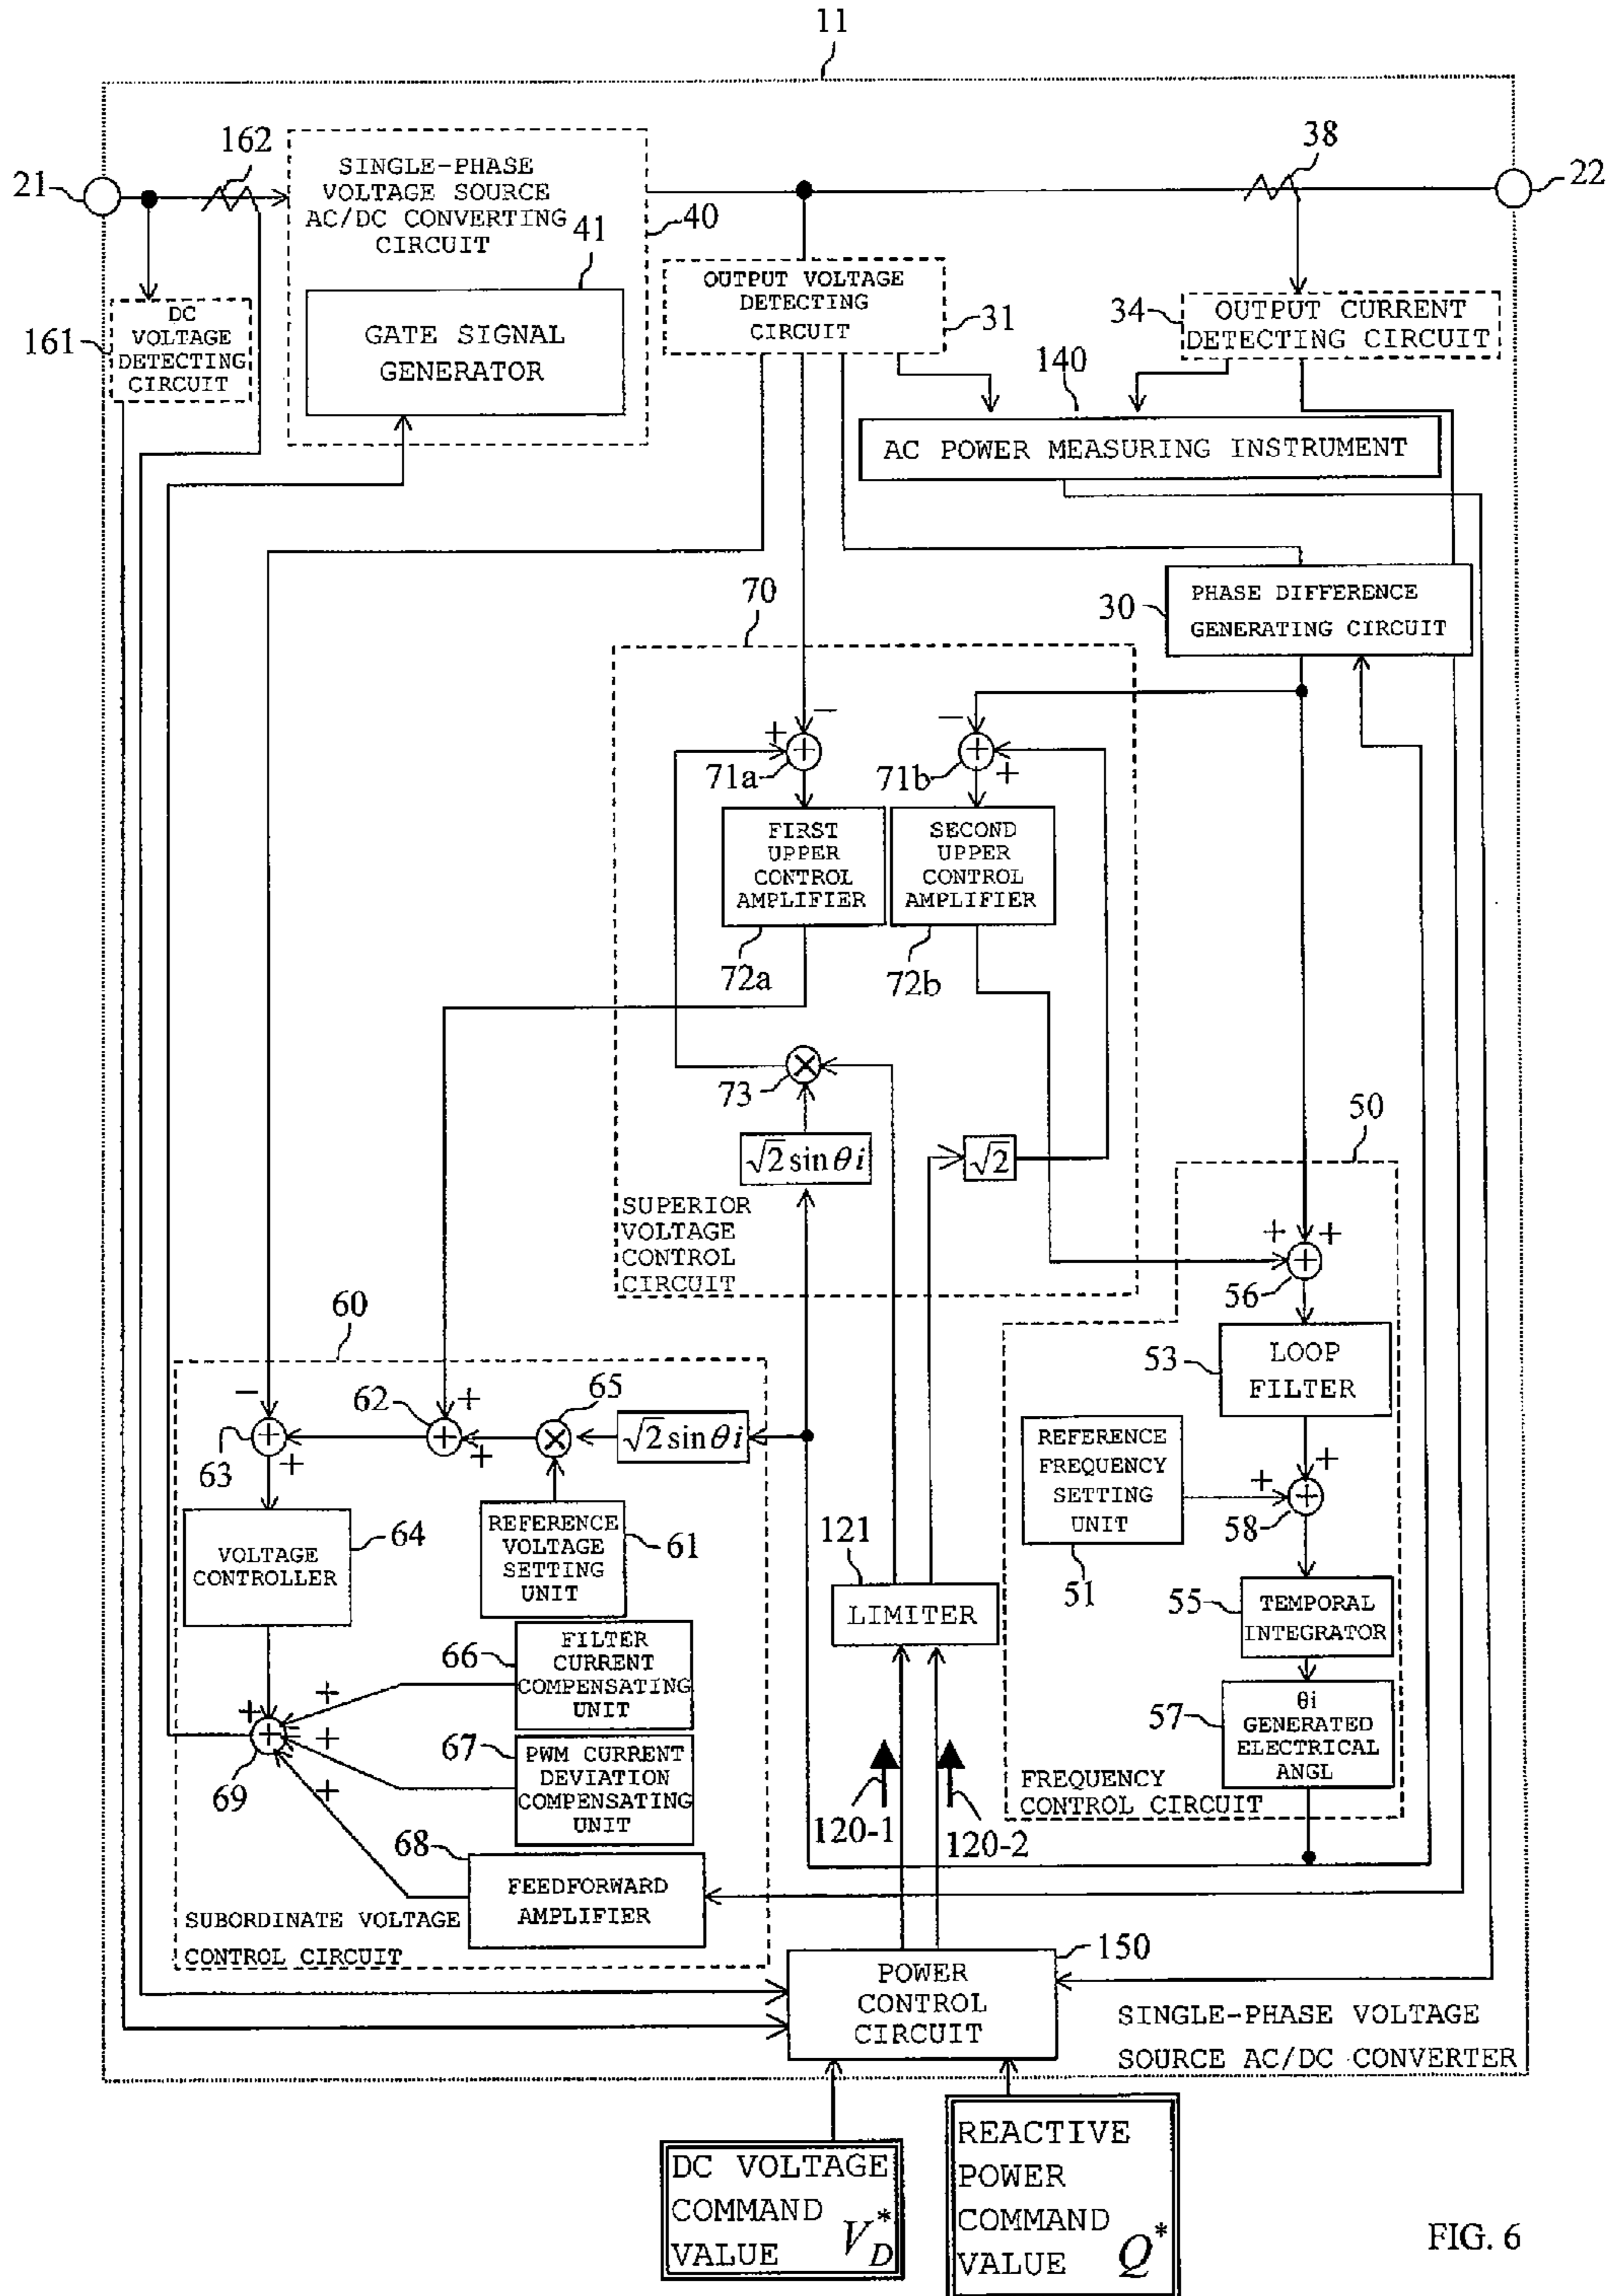 11
21
162
SINGLE-PHASE
VOLTAGE SOURCE
AC/DC CONVERTING
CIRCUIT
40
41
GATE SIGNAL
GENERATOR
38
22
OUTPUT VOLTAGE
DETECTING
CIRCUIT
31
34
OUTPUT CURRENT
DETECTING CIRCUIT
161
DC
VOLTAGE
DETECTING
CIRCUIT
140
AC POWER MEASURING INSTRUMENT
30
PHASE DIFFERENCE
GENERATING CIRCUIT
70
−
+
+
71a
−
+
+
71b
FIRST
UPPER
CONTROL
AMPLIFIER
72a
SECOND
UPPER
CONTROL
AMPLIFIER
72b
×
73
√2 sin θi
√2
SUPERIOR
VOLTAGE
CONTROL
CIRCUIT
50
+ +
+
56
53
LOOP
FILTER
REFERENCE
FREQUENCY
SETTING
UNIT
51
+ +
+
58
55
TEMPORAL
INTEGRATOR
57
θi
GENERATED
ELECTRICAL
ANGL
FREQUENCY
CONTROL CIRCUIT
60
−
+
+
63
62
+
+
+
65
×
√2 sin θi
64
VOLTAGE
CONTROLLER
REFERENCE
VOLTAGE
SETTING
UNIT
61
66
FILTER
CURRENT
COMPENSATING
UNIT
67
PWM CURRENT
DEVIATION
COMPENSATING
UNIT
+
+
+
+
+
69
68
FEEDFORWARD
AMPLIFIER
SUBORDINATE VOLTAGE
CONTROL CIRCUIT
121
LIMITER
120-1
120-2
150
POWER
CONTROL
CIRCUIT
SINGLE-PHASE VOLTAGE
SOURCE AC/DC CONVERTER
DC VOLTAGE
COMMAND
VALUE V*D
REACTIVE
POWER
COMMAND
VALUE Q*
FIG. 6